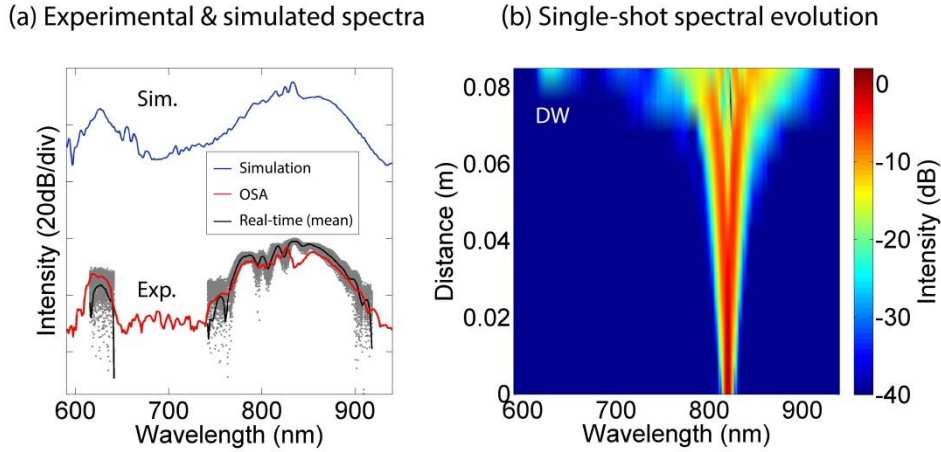 (a) Experimental & simulated spectra
Sim.
Simulation
OSA
Real-time (mean)
Exp.
Intensity (20dB/div)
600 700 800 900
Wavelength (nm)
(b) Single-shot spectral evolution
DW
Distance (m)
0.08
0.06
0.04
0.02
0
600 700 800 900
Wavelength (nm)
0
-10
-20
-30
-40
Intensity (dB)